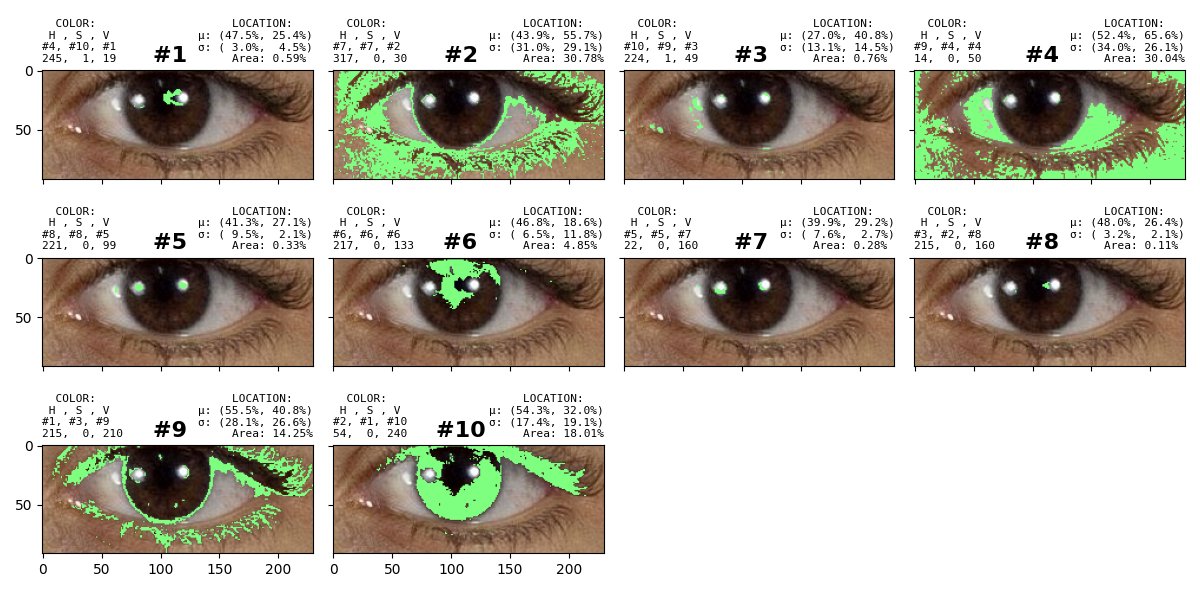 COLOR: LOCATION:
H , S , V μ: (47.5%, 25.4%)
#4, #10, #1 #1 σ: ( 3.0%,  4.5%)
245,  1, 19 Area: 0.59%
COLOR: LOCATION:
H , S , V μ: (43.9%, 55.7%)
#7, #7, #2 #2 σ: (31.0%, 29.1%)
317,  0, 30 Area: 30.78%
COLOR: LOCATION:
H , S , V μ: (27.0%, 40.8%)
#10, #9, #3 #3 σ: (13.1%, 14.5%)
224,  1, 49 Area: 0.76%
COLOR: LOCATION:
H , S , V μ: (52.4%, 65.6%)
#9, #4, #4 #4 σ: (34.0%, 26.1%)
14,  0, 50 Area: 30.04%
0
50
COLOR: LOCATION:
H , S , V μ: (41.3%, 27.1%)
#8, #8, #5 #5 σ: ( 9.5%,  2.1%)
221,  0, 99 Area: 0.33%
COLOR: LOCATION:
H , S , V μ: (46.8%, 18.6%)
#6, #6, #6 #6 σ: ( 6.5%, 11.8%)
217,  0, 133 Area: 4.85%
COLOR: LOCATION:
H , S , V μ: (39.9%, 29.2%)
#5, #5, #7 #7 σ: ( 7.6%,  2.7%)
22,  0, 160 Area: 0.28%
COLOR: LOCATION:
H , S , V μ: (48.0%, 26.4%)
#3, #2, #8 #8 σ: ( 3.2%,  2.1%)
215,  0, 160 Area: 0.11%
0
50
COLOR: LOCATION:
H , S , V μ: (55.5%, 40.8%)
#1, #3, #9 #9 σ: (28.1%, 26.6%)
215,  0, 210 Area: 14.25%
COLOR: LOCATION:
H , S , V μ: (54.3%, 32.0%)
#2, #1, #10 #10 σ: (17.4%, 19.1%)
54,  0, 240 Area: 18.01%
0
50
0 50 100 150 200
0 50 100 150 200